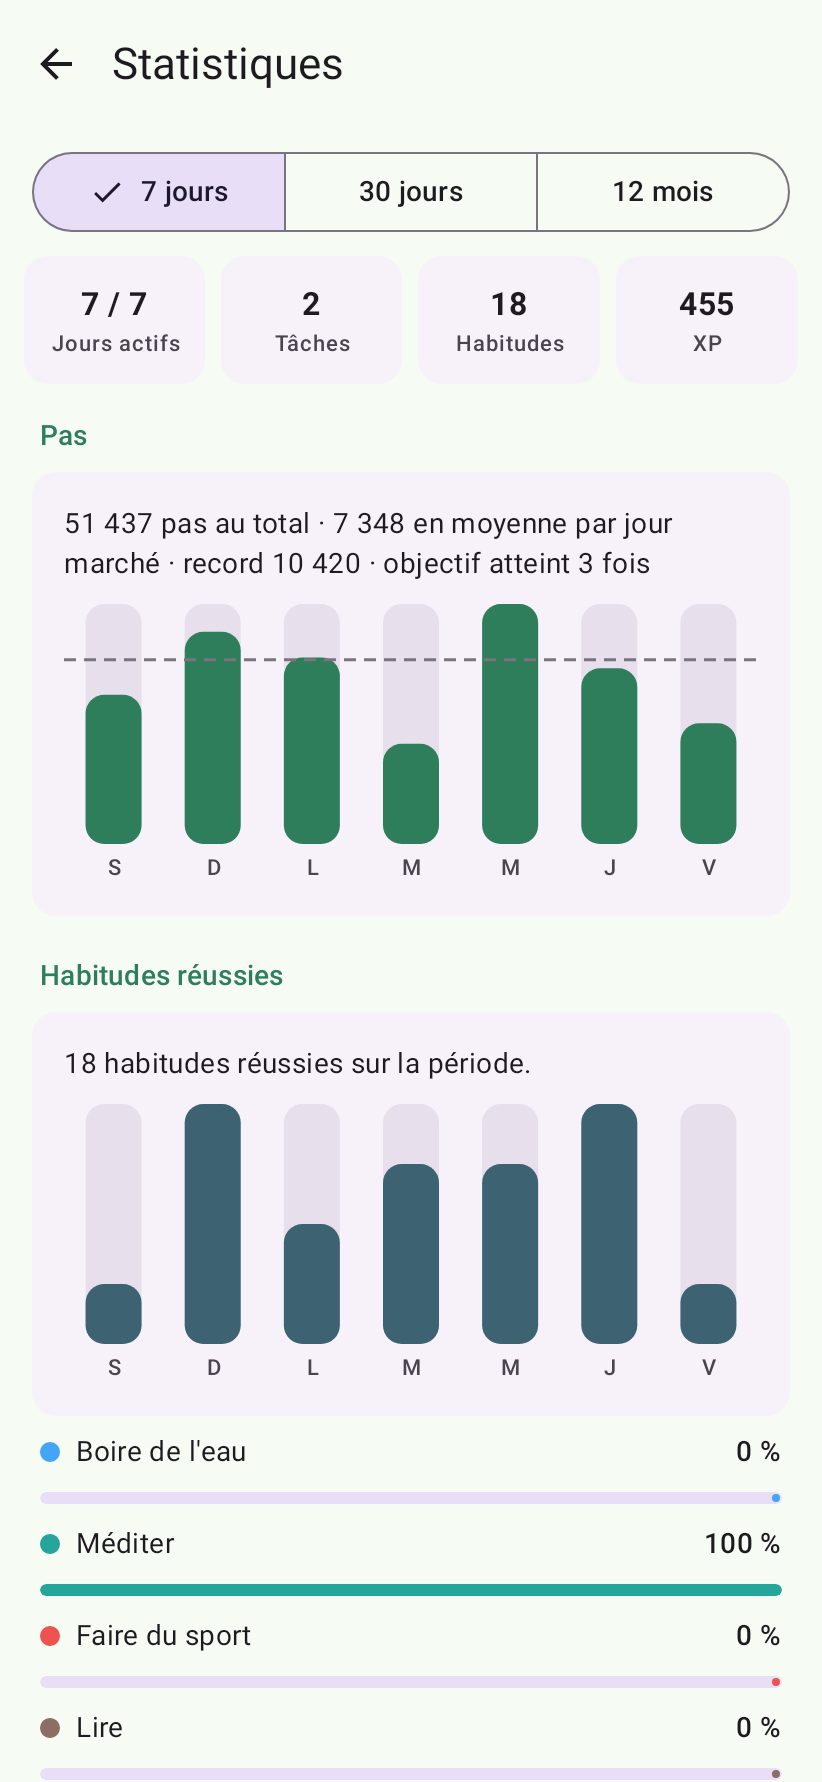 Statistiques
7 jours
30 jours
12 mois
7 / 7
Jours actifs
2
Tâches
18
Habitudes
455
XP
Pas
51 437 pas au total · 7 348 en moyenne par jour
marché · record 10 420 · objectif atteint 3 fois
S D L M M J V
Habitudes réussies
18 habitudes réussies sur la période.
S D L M M J V
Boire de l'eau 0 %
Méditer 100 %
Faire du sport 0 %
Lire 0 %